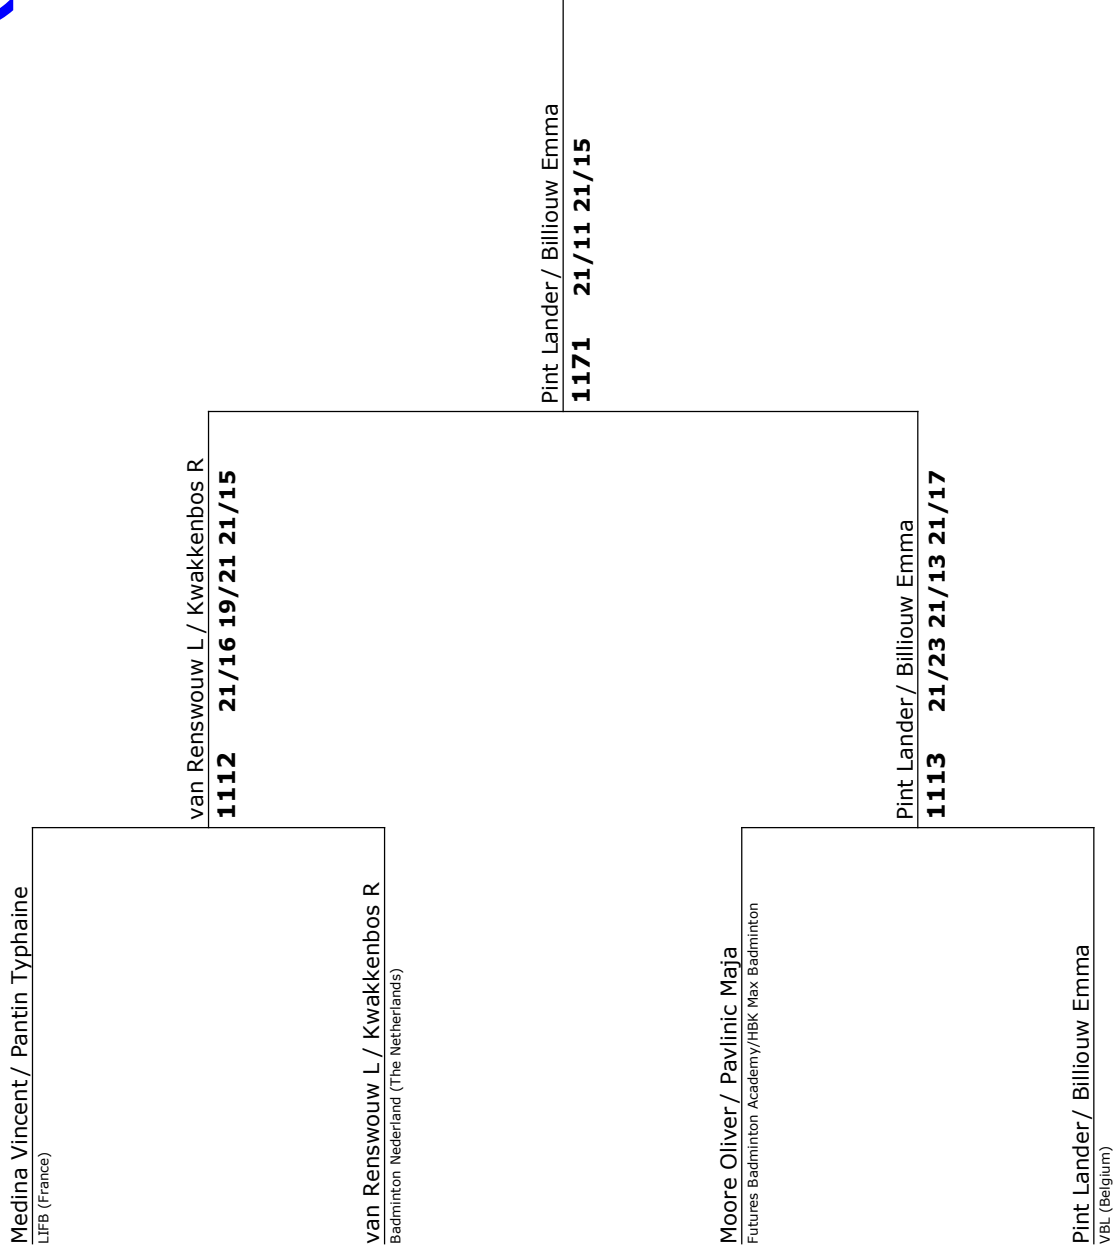 Medina Vincent / Pantin Typhaine
LIFB (France)
van Renswouw L / Kwakkenbos R
1112 21/16 19/21 21/15
van Renswouw L / Kwakkenbos R
Badminton Nederland (The Netherlands)
Pint Lander / Billiouw Emma
1171 21/11 21/15
Moore Oliver / Pavlinic Maja
Futures Badminton Academy/HBK Max Badminton
Pint Lander / Billiouw Emma
1113 21/23 21/13 21/17
Pint Lander / Billiouw Emma
VBL (Belgium)